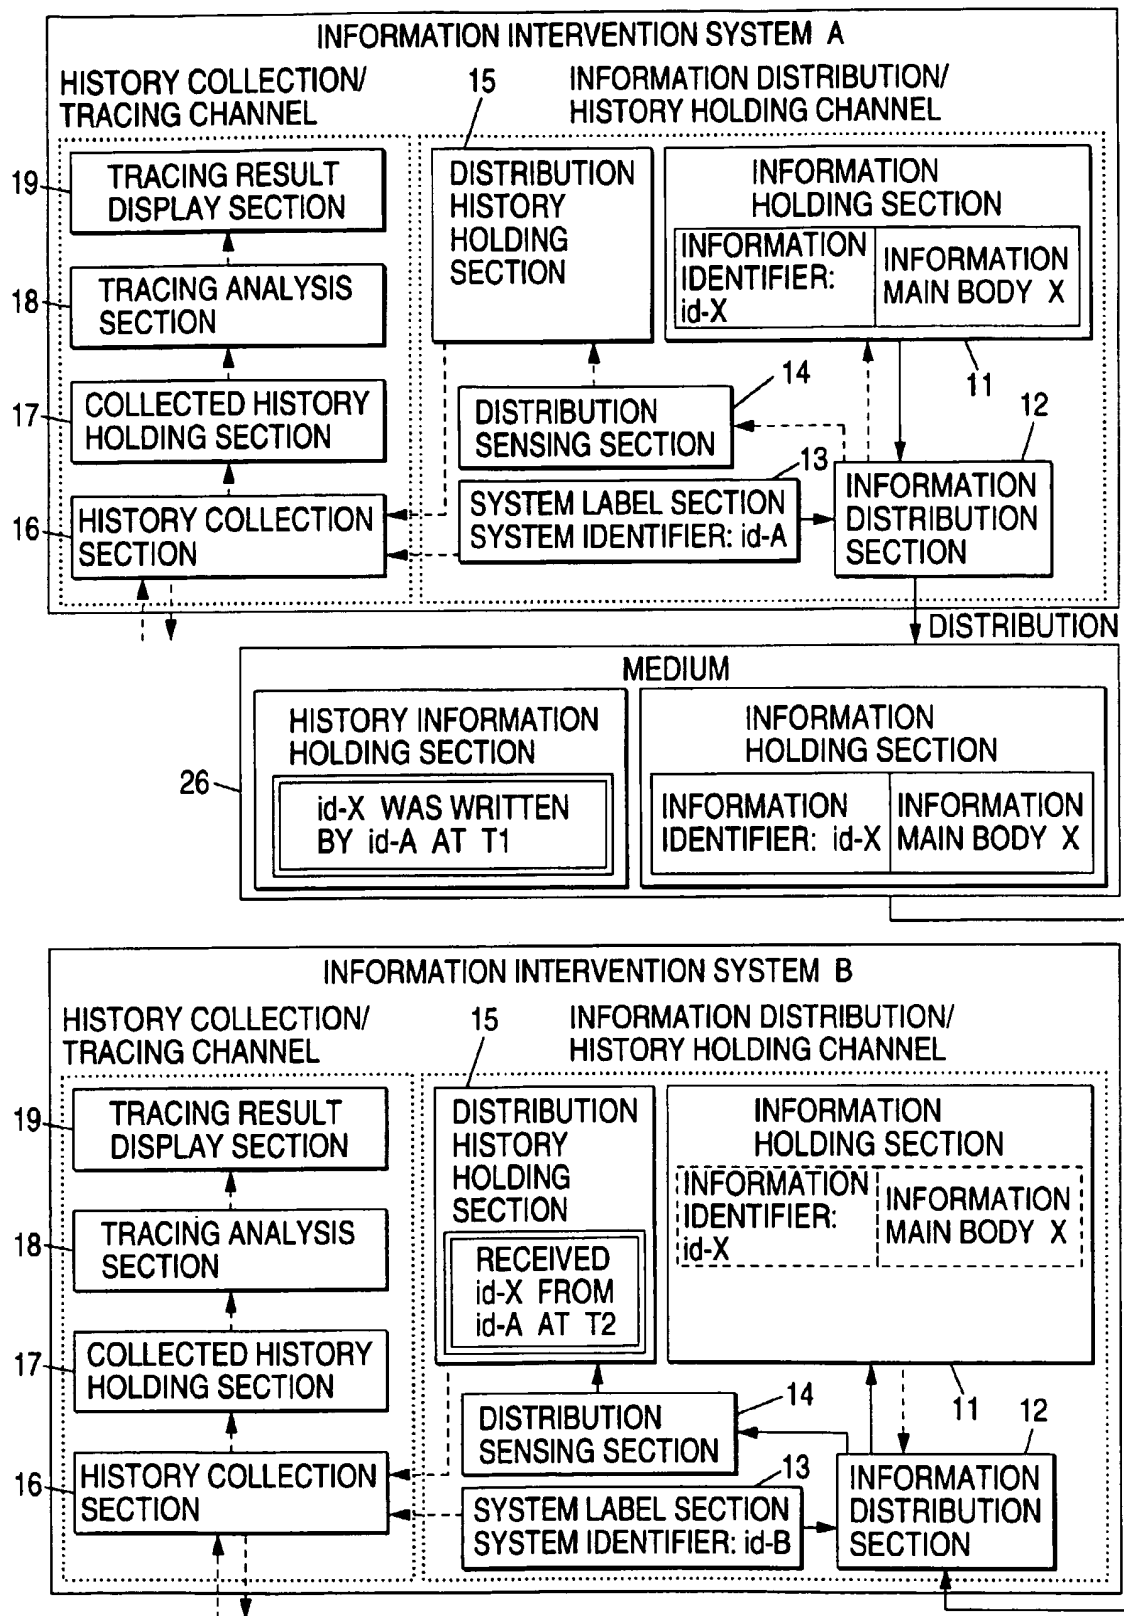 INFORMATION INTERVENTION SYSTEM A
HISTORY COLLECTION/
TRACING CHANNEL
15
INFORMATION DISTRIBUTION/
HISTORY HOLDING CHANNEL
19
TRACING RESULT
DISPLAY SECTION
18
TRACING ANALYSIS
SECTION
17
COLLECTED HISTORY
HOLDING SECTION
16
HISTORY COLLECTION
SECTION
DISTRIBUTION
HISTORY
HOLDING
SECTION
INFORMATION
HOLDING SECTION
INFORMATION
IDENTIFIER:
id-X
INFORMATION
MAIN BODY X
11
14
DISTRIBUTION
SENSING SECTION
13
SYSTEM LABEL SECTION
SYSTEM IDENTIFIER: id-A
12
INFORMATION
DISTRIBUTION
SECTION
DISTRIBUTION
MEDIUM
26
HISTORY INFORMATION
HOLDING SECTION
id-X WAS WRITTEN
BY id-A AT T1
INFORMATION
HOLDING SECTION
INFORMATION
IDENTIFIER: id-X
INFORMATION
MAIN BODY X
INFORMATION INTERVENTION SYSTEM B
HISTORY COLLECTION/
TRACING CHANNEL
15
INFORMATION DISTRIBUTION/
HISTORY HOLDING CHANNEL
19
TRACING RESULT
DISPLAY SECTION
18
TRACING ANALYSIS
SECTION
17
COLLECTED HISTORY
HOLDING SECTION
16
HISTORY COLLECTION
SECTION
DISTRIBUTION
HISTORY
HOLDING
SECTION
RECEIVED
id-X FROM
id-A AT T2
INFORMATION
HOLDING SECTION
INFORMATION
IDENTIFIER:
id-X
INFORMATION
MAIN BODY X
11
14
DISTRIBUTION
SENSING SECTION
13
SYSTEM LABEL SECTION
SYSTEM IDENTIFIER: id-B
12
INFORMATION
DISTRIBUTION
SECTION